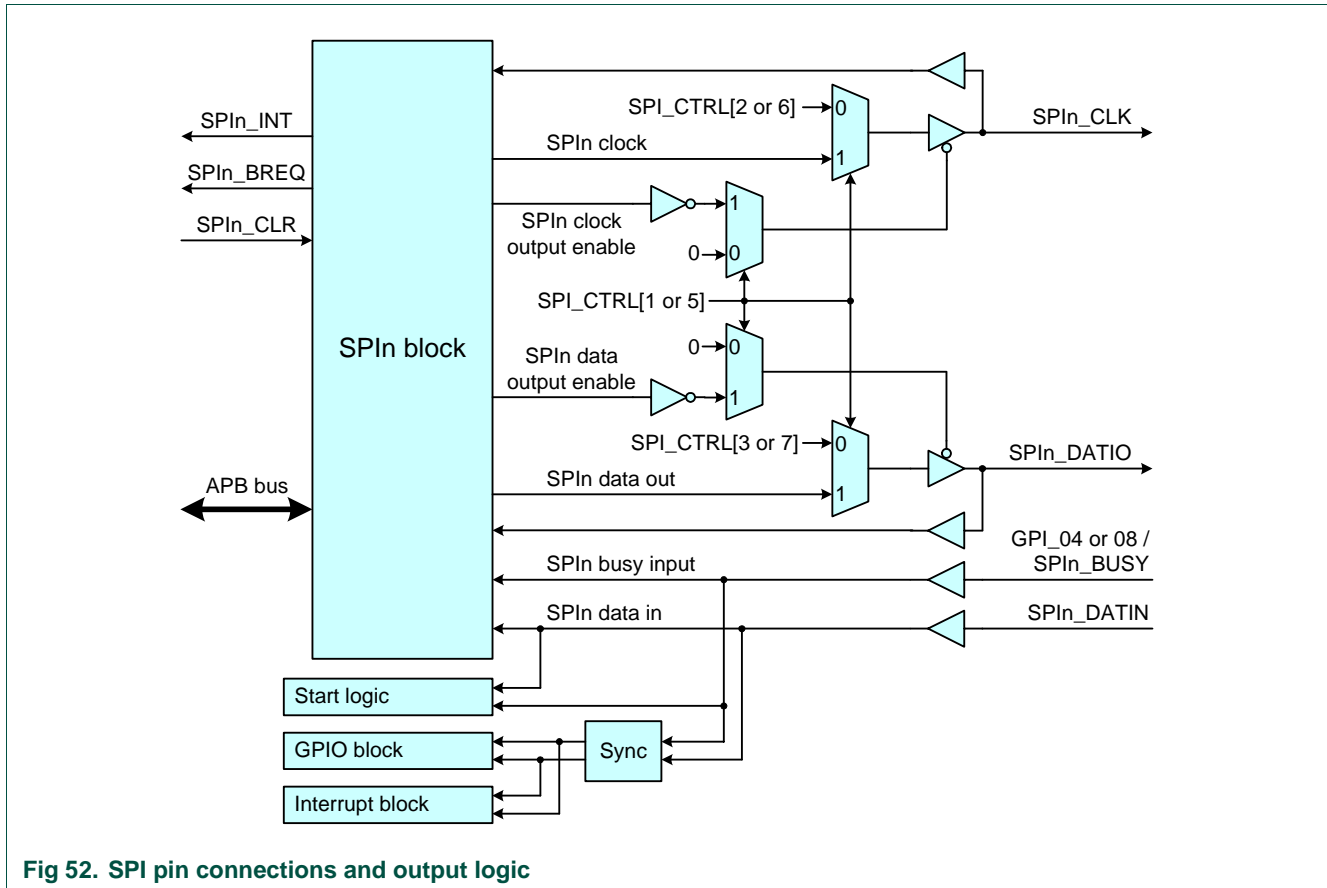 SPIn_INT
SPIn_BREQ
SPIn_CLR
APB bus
SPIn block
SPI_CTRL[2 or 6]
0
1
SPIn clock
SPIn_CLK
SPIn clock
output enable
1
0
0
SPI_CTRL[1 or 5]
0
0
1
SPIn data
output enable
SPI_CTRL[3 or 7]
0
1
SPIn data out
SPIn_DATIO
GPI_04 or 08 /
SPIn_BUSY
SPIn busy input
SPIn data in
SPIn_DATIN
Start logic
GPIO block
Sync
Interrupt block
Fig 52. SPI pin connections and output logic